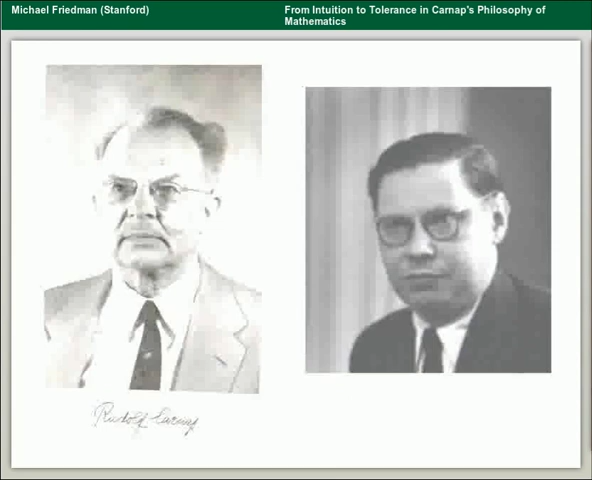 Michael Friedman (Stanford)
From Intuition to Tolerance in Carnap's Philosophy of
Mathematics
Rudolf Carnap